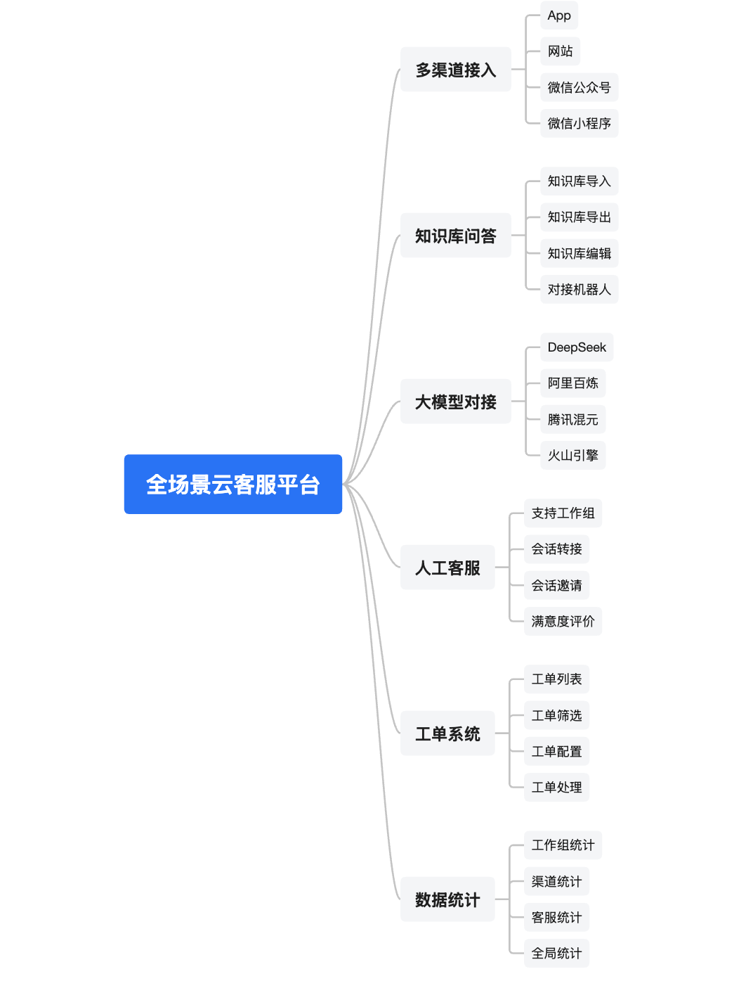 全场景云客服平台
多渠道接入
App
网站
微信公众号
微信小程序
知识库问答
知识库导入
知识库导出
知识库编辑
对接机器人
大模型对接
DeepSeek
阿里百炼
腾讯混元
火山引擎
人工客服
支持工作组
会话转接
会话邀请
满意度评价
工单系统
工单列表
工单筛选
工单配置
工单处理
数据统计
工作组统计
渠道统计
客服统计
全局统计